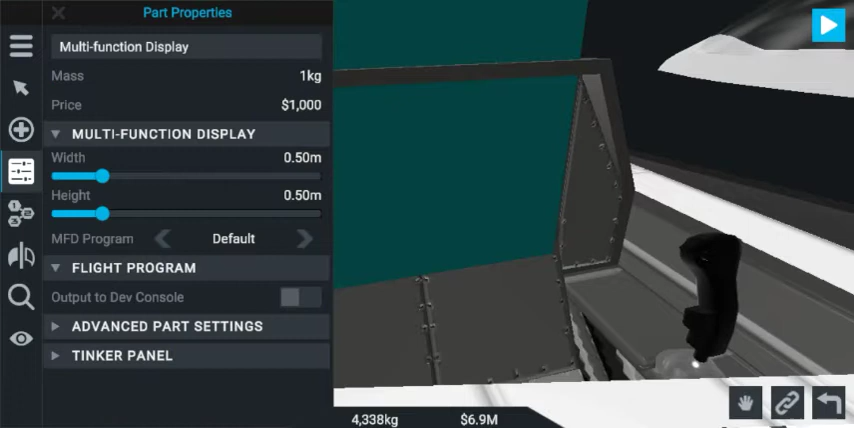 Part Properties
Multi-function Display
Mass 1kg
Price $1,000
MULTI-FUNCTION DISPLAY
Width 0.50m
Height 0.50m
MFD Program Default
FLIGHT PROGRAM
Output to Dev Console
ADVANCED PART SETTINGS
TINKER PANEL
4,338kg $6.9M